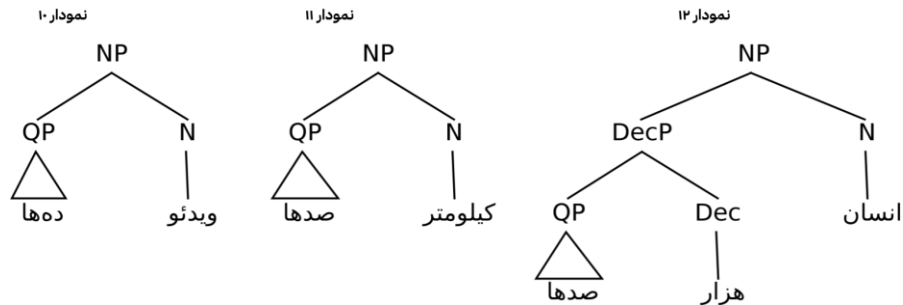 نمودار ۱۰
نمودار ۱۱
نمودار ۱۲
NP
NP
NP
QP
N
QP
N
DecP
N
ده‌ها
ویدئو
صدها
کیلومتر
QP
Dec
انسان
صدها
هزار